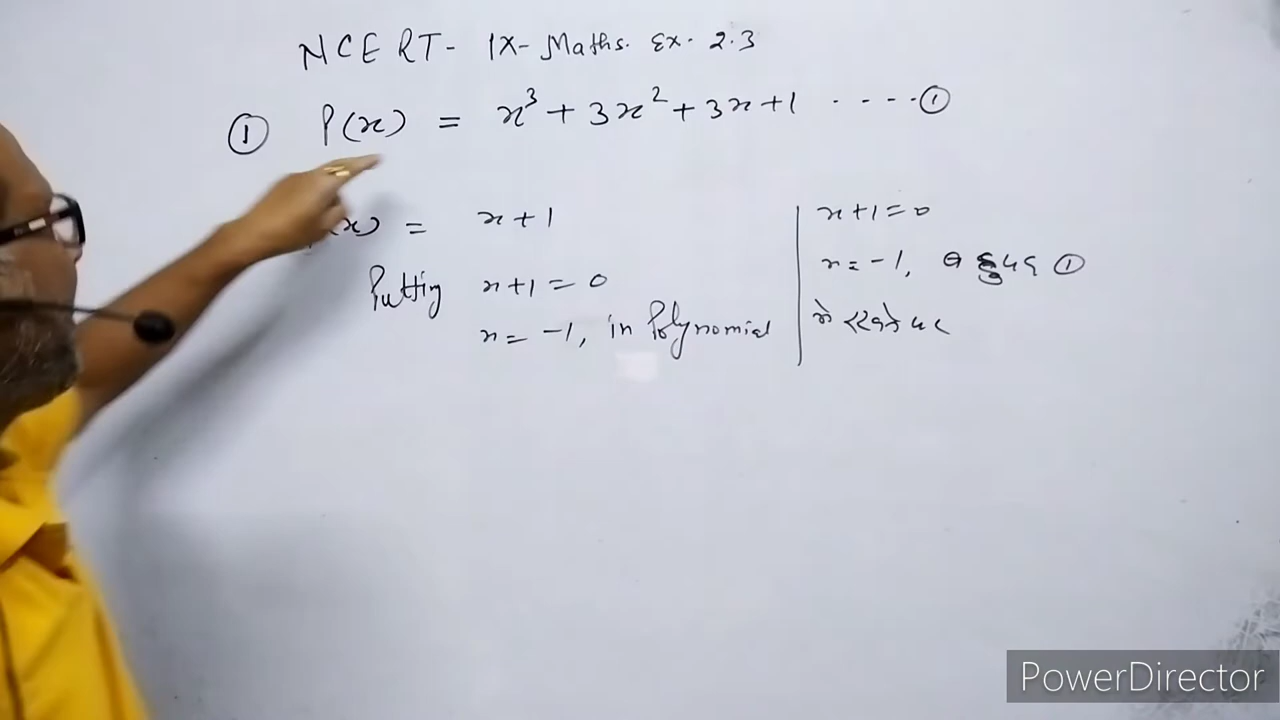 NCERT- IX- Maths. Ex. 2.3
① P(x) = x³ + 3x² + 3x + 1 ....①
(x) = x + 1
Putting x+1 = 0
x = -1, in Polynomial
x+1=0
x = -1, ①
PowerDirector